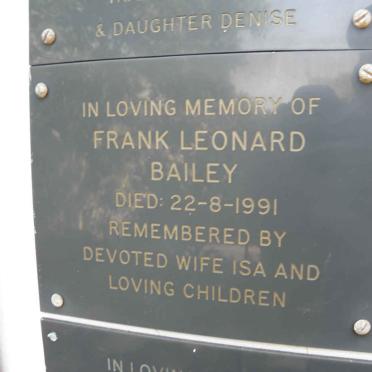 & DAUGHTER DENISE
IN LOVING MEMORY OF
FRANK LEONARD
BAILEY
DIED: 22-8-1991
REMEMBERED BY
DEVOTED WIFE ISA AND
LOVING CHILDREN
IN